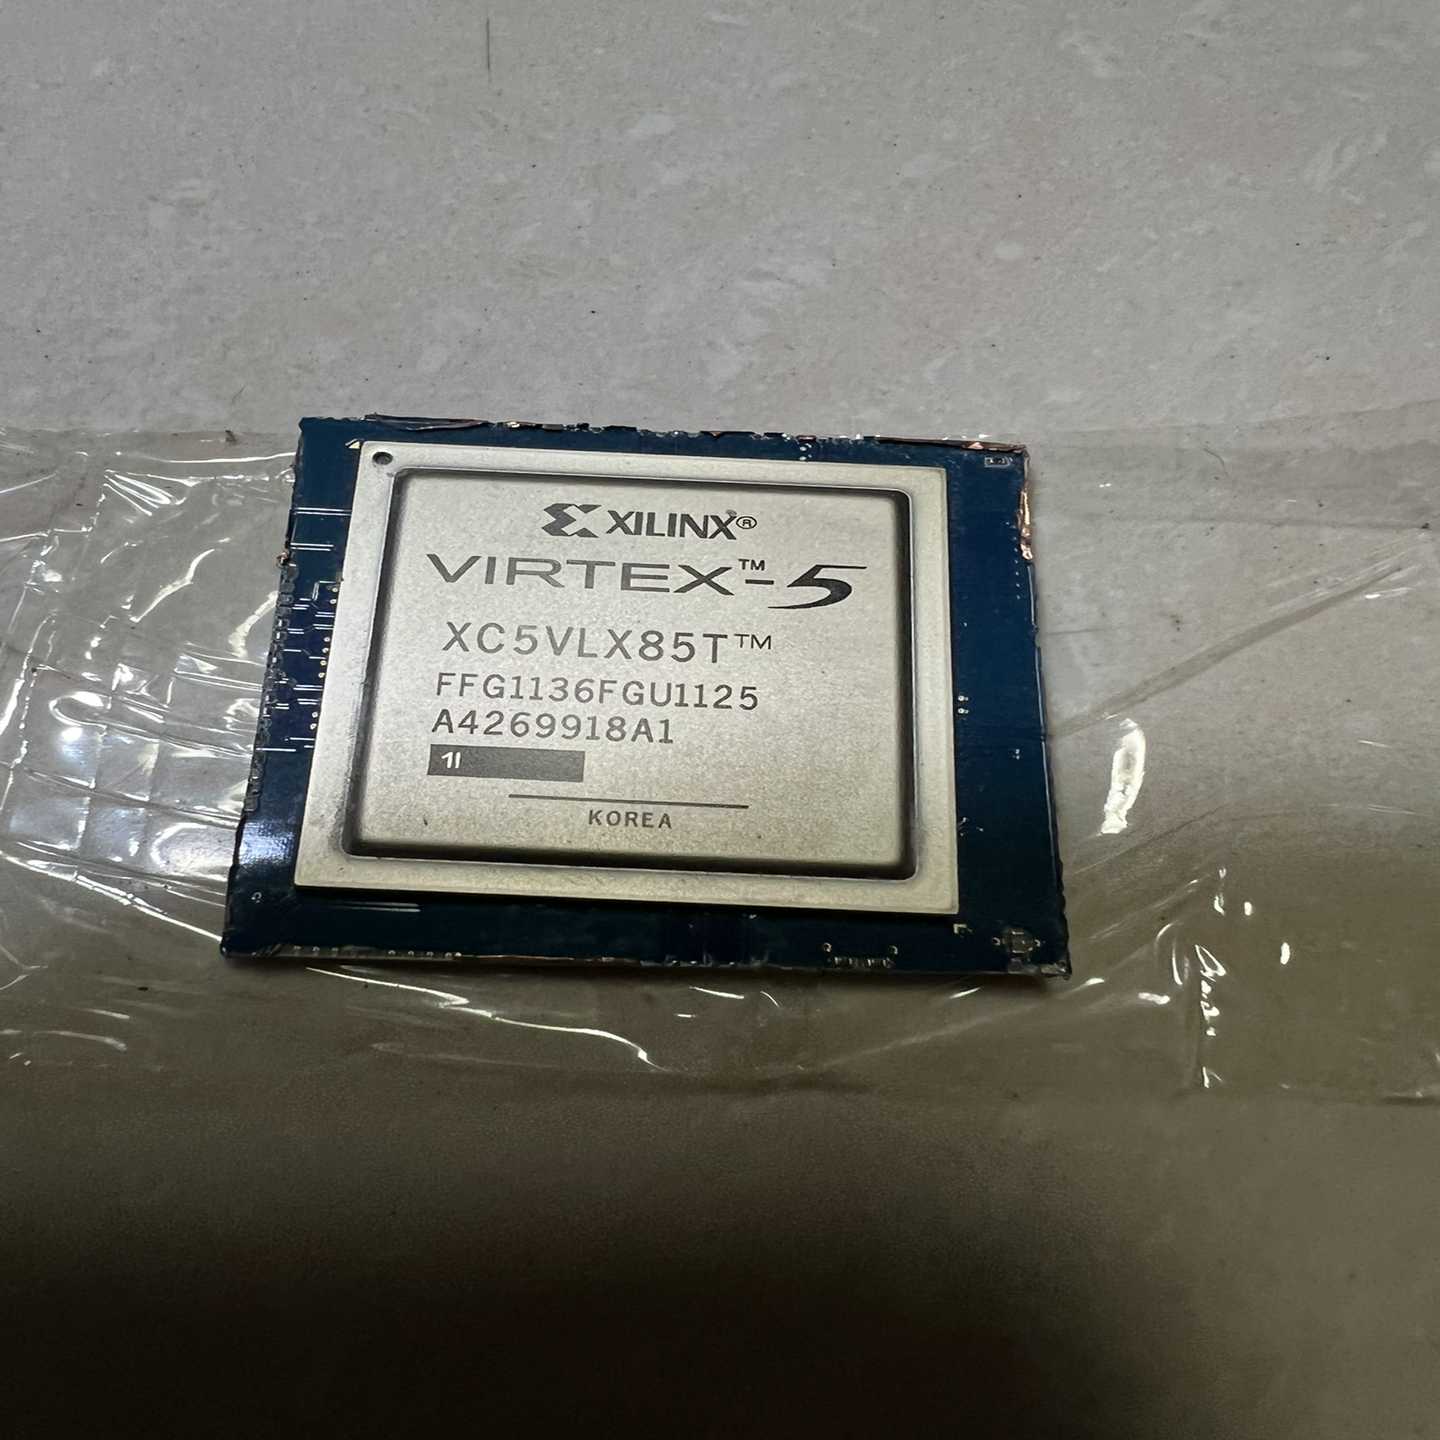 XILINX®
VIRTEX™-5
XC5VLX85T™
FFG1136FGU1125
A4269918A1
1I
KOREA